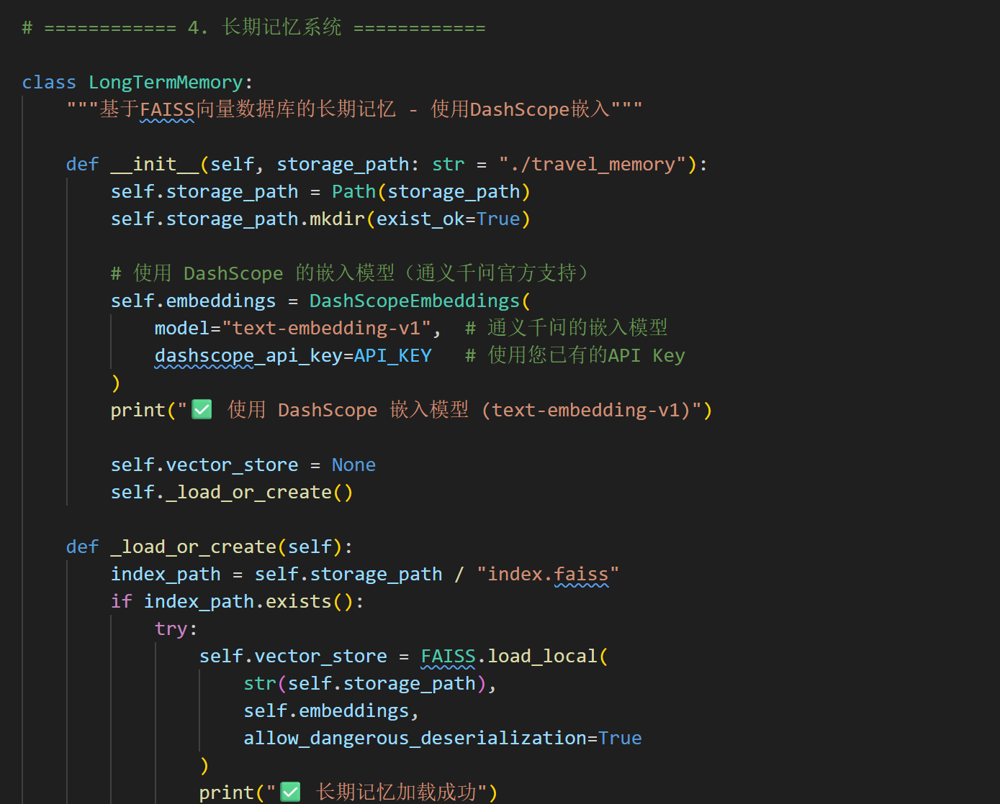 # ============ 4. 长期记忆系统 ============
class LongTermMemory:
"""基于FAISS向量数据库的长期记忆 - 使用DashScope嵌入"""
def __init__(self, storage_path: str = "./travel_memory"):
self.storage_path = Path(storage_path)
self.storage_path.mkdir(exist_ok=True)
# 使用 DashScope 的嵌入模型（通义千问官方支持）
self.embeddings = DashScopeEmbeddings(
model="text-embedding-v1",  # 通义千问的嵌入模型
dashscope_api_key=API_KEY   # 使用您已有的API Key
)
print("✅ 使用 DashScope 嵌入模型 (text-embedding-v1)")
self.vector_store = None
self._load_or_create()
def _load_or_create(self):
index_path = self.storage_path / "index.faiss"
if index_path.exists():
try:
self.vector_store = FAISS.load_local(
str(self.storage_path),
self.embeddings,
allow_dangerous_deserialization=True
)
print("✅ 长期记忆加载成功")